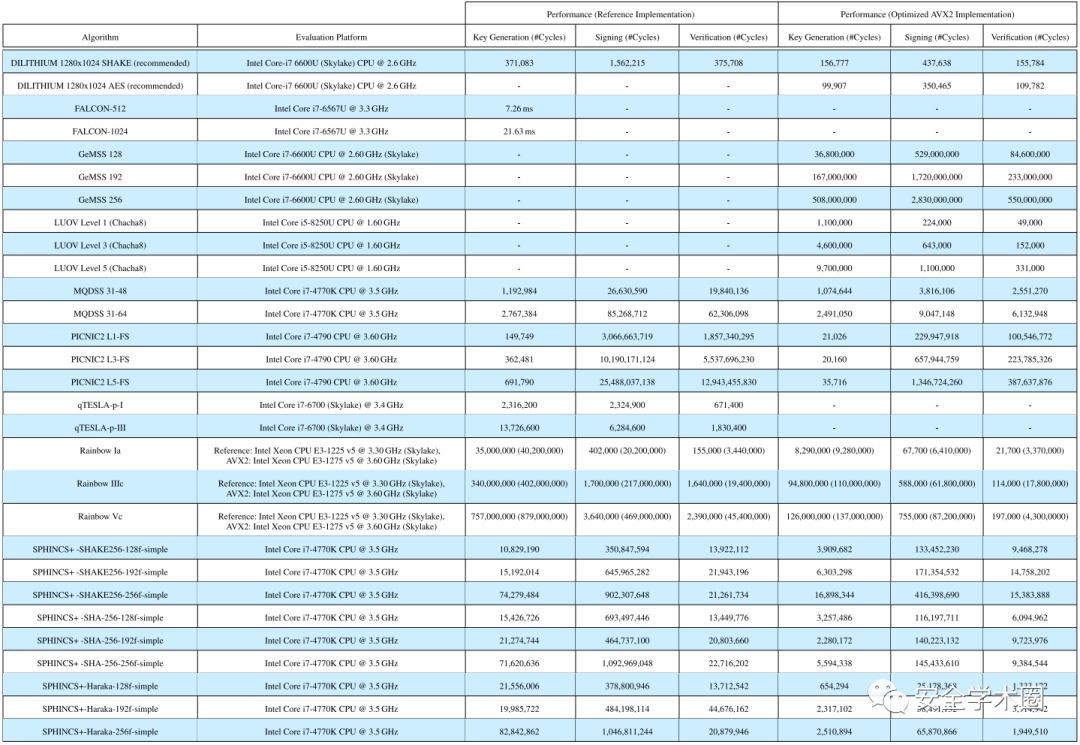 Performance (Reference Implementation) Performance (Optimized AVX2 Implementation)
Algorithm Evaluation Platform Key Generation (#Cycles) Signing (#Cycles) Verification (#Cycles) Key Generation (#Cycles) Signing (#Cycles) Verification (#Cycles)
DILITHIUM 1280x1024 SHAKE (recommended) Intel Core-i7 6600U (Skylake) CPU @ 2.6 GHz 371,083 1,562,215 375,708 156,777 437,638 155,784
DILITHIUM 1280x1024 AES (recommended) Intel Core-i7 6600U (Skylake) CPU @ 2.6 GHz - - - 99,907 350,465 109,782
FALCON-512 Intel Core i7-6567U @ 3.3 GHz 7.26 ms - - - - -
FALCON-1024 Intel Core i7-6567U @ 3.3 GHz 21.63 ms - - - - -
GeMSS 128 Intel Core i7-6600U CPU @ 2.60 GHz (Skylake) - - - 36,800,000 529,000,000 84,600,000
GeMSS 192 Intel Core i7-6600U CPU @ 2.60 GHz (Skylake) - - - 167,000,000 1,720,000,000 233,000,000
GeMSS 256 Intel Core i7-6600U CPU @ 2.60 GHz (Skylake) - - - 508,000,000 2,830,000,000 550,000,000
LUOV Level 1 (Chacha8) Intel Core i5-8250U CPU @ 1.60 GHz - - - 1,100,000 224,000 49,000
LUOV Level 3 (Chacha8) Intel Core i5-8250U CPU @ 1.60 GHz - - - 4,600,000 643,000 152,000
LUOV Level 5 (Chacha8) Intel Core i5-8250U CPU @ 1.60 GHz - - - 9,700,000 1,100,000 331,000
MQDSS 31-48 Intel Core i7-4770K CPU @ 3.5 GHz 1,192,984 26,630,590 19,840,136 1,074,644 3,816,106 2,551,270
MQDSS 31-64 Intel Core i7-4770K CPU @ 3.5 GHz 2,767,384 85,268,712 62,306,098 2,491,050 9,047,148 6,132,948
PICNIC2 L1-FS Intel Core i7-4790 CPU @ 3.60 GHz 149,749 3,066,663,719 1,857,340,295 21,026 229,947,918 100,546,772
PICNIC2 L3-FS Intel Core i7-4790 CPU @ 3.60 GHz 362,481 10,190,171,124 5,537,696,230 20,160 657,944,759 223,785,326
PICNIC2 L5-FS Intel Core i7-4790 CPU @ 3.60 GHz 691,790 25,488,037,138 12,943,455,830 35,716 1,346,724,260 387,637,876
qTESLA-p-I Intel Core i7-6700 (Skylake) @ 3.4 GHz 2,316,200 2,324,900 671,400 - - -
qTESLA-p-III Intel Core i7-6700 (Skylake) @ 3.4 GHz 13,726,600 6,284,600 1,830,400 - - -
Rainbow Ia Reference: Intel Xeon CPU E3-1225 v5 @ 3.30 GHz (Skylake), 35,000,000 (40,200,000) 402,000 (20,200,000) 155,000 (3,440,000) 8,290,000 (9,280,000) 67,700 (6,410,000) 21,700 (3,370,000)
AVX2: Intel Xeon CPU E3-1275 v5 @ 3.60 GHz (Skylake)
Rainbow IIIc Reference: Intel Xeon CPU E3-1225 v5 @ 3.30 GHz (Skylake), 340,000,000 (402,000,000) 1,700,000 (217,000,000) 1,640,000 (19,400,000) 94,800,000 (110,000,000) 588,000 (61,800,000) 114,000 (17,800,000)
AVX2: Intel Xeon CPU E3-1275 v5 @ 3.60 GHz (Skylake)
Rainbow Vc Reference: Intel Xeon CPU E3-1225 v5 @ 3.30 GHz (Skylake), 757,000,000 (879,000,000) 3,640,000 (469,000,000) 2,390,000 (45,400,000) 126,000,000 (137,000,000) 755,000 (87,200,000) 197,000 (4,300,0000)
AVX2: Intel Xeon CPU E3-1275 v5 @ 3.60 GHz (Skylake)
SPHINCS+ -SHAKE256-128f-simple Intel Core i7-4770K CPU @ 3.5 GHz 10,829,190 350,847,594 13,922,112 3,909,682 133,452,230 9,468,278
SPHINCS+ -SHAKE256-192f-simple Intel Core i7-4770K CPU @ 3.5 GHz 15,192,014 645,965,282 21,943,196 6,303,298 171,354,532 14,758,202
SPHINCS+ -SHAKE256-256f-simple Intel Core i7-4770K CPU @ 3.5 GHz 74,279,484 902,307,648 21,261,734 16,898,344 416,398,690 15,383,888
SPHINCS+ -SHA-256-128f-simple Intel Core i7-4770K CPU @ 3.5 GHz 15,426,726 693,497,446 13,449,776 3,257,486 116,197,711 6,094,962
SPHINCS+ -SHA-256-192f-simple Intel Core i7-4770K CPU @ 3.5 GHz 21,274,744 464,737,100 20,803,660 2,280,172 140,223,132 9,723,976
SPHINCS+ -SHA-256-256f-simple Intel Core i7-4770K CPU @ 3.5 GHz 71,620,636 1,092,969,048 22,716,202 5,594,338 145,433,610 9,384,544
SPHINCS+-Haraka-128f-simple Intel Core i7-4770K CPU @ 3.5 GHz 21,556,006 378,800,946 13,712,542 654,294
安全学术圈
SPHINCS+-Haraka-192f-simple Intel Core i7-4770K CPU @ 3.5 GHz 19,985,722 484,198,114 44,676,162 2,317,102
SPHINCS+-Haraka-256f-simple Intel Core i7-4770K CPU @ 3.5 GHz 82,842,862 1,046,811,244 20,879,946 2,510,894 65,870,866 1,949,510